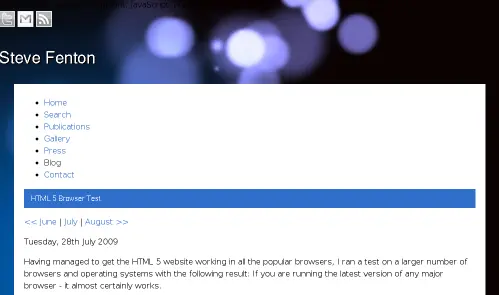 Steve Fenton
Home
Search
Publications
Gallery
Press
Blog
Contact
HTML 5 Browser Test
<< June | July | August >>
Tuesday, 28th July 2009
Having managed to get the HTML 5 website working in all the popular browsers, I ran a test on a larger number of
browsers and operating systems with the following result: If you are running the latest version of any major
browser - it almost certainly works.